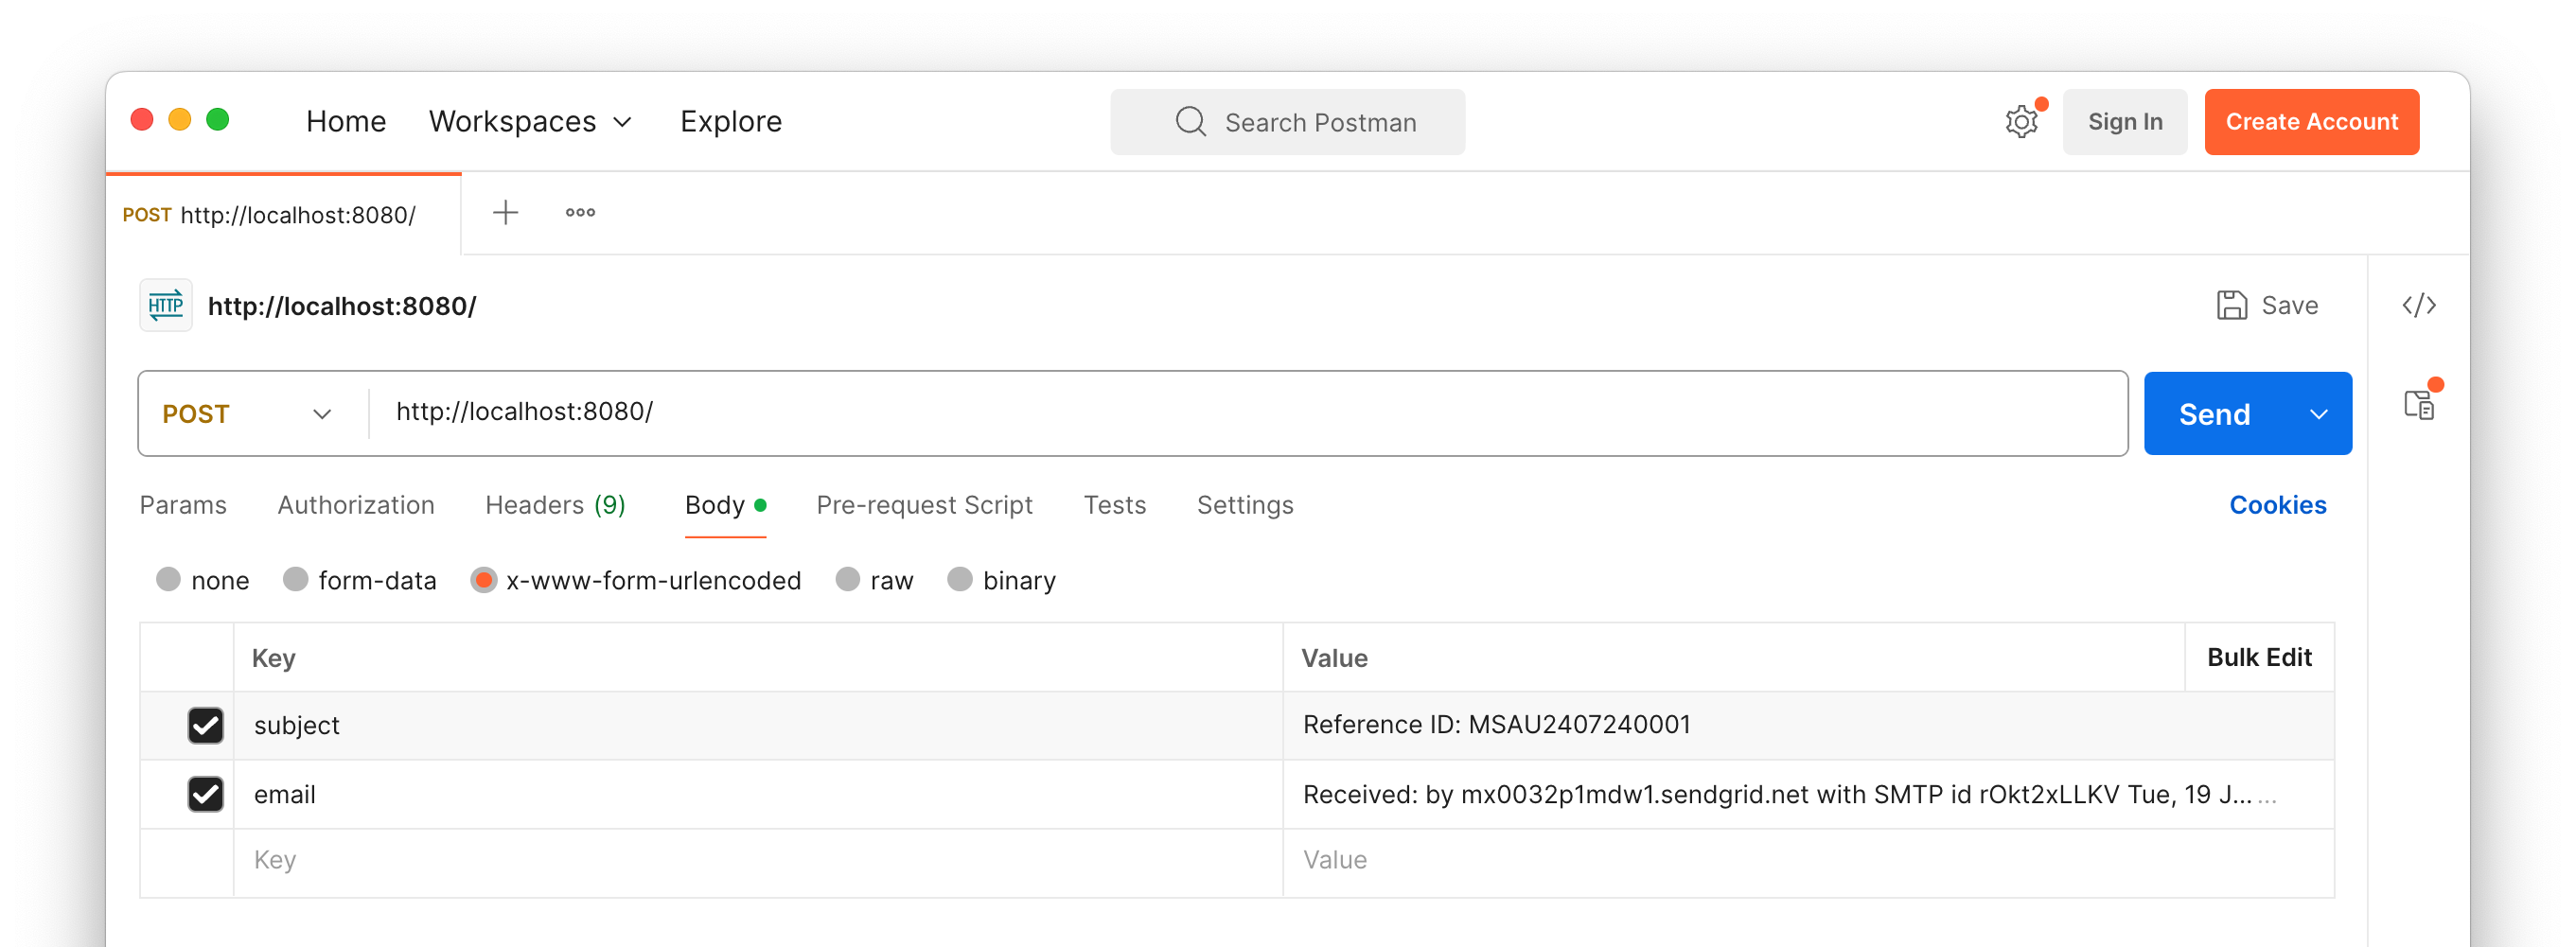 Home Workspaces Explore Search Postman Sign In Create Account
POST http://localhost:8080/
HTTP http://localhost:8080/ Save </>
POST http://localhost:8080/ Send
Params Authorization Headers (9) Body Pre-request Script Tests Settings Cookies
none form-data x-www-form-urlencoded raw binary
Key Value Bulk Edit
subject Reference ID: MSAU2407240001
email Received: by mx0032p1mdw1.sendgrid.net with SMTP id rOkt2xLLKV Tue, 19 J... ...
Key Value